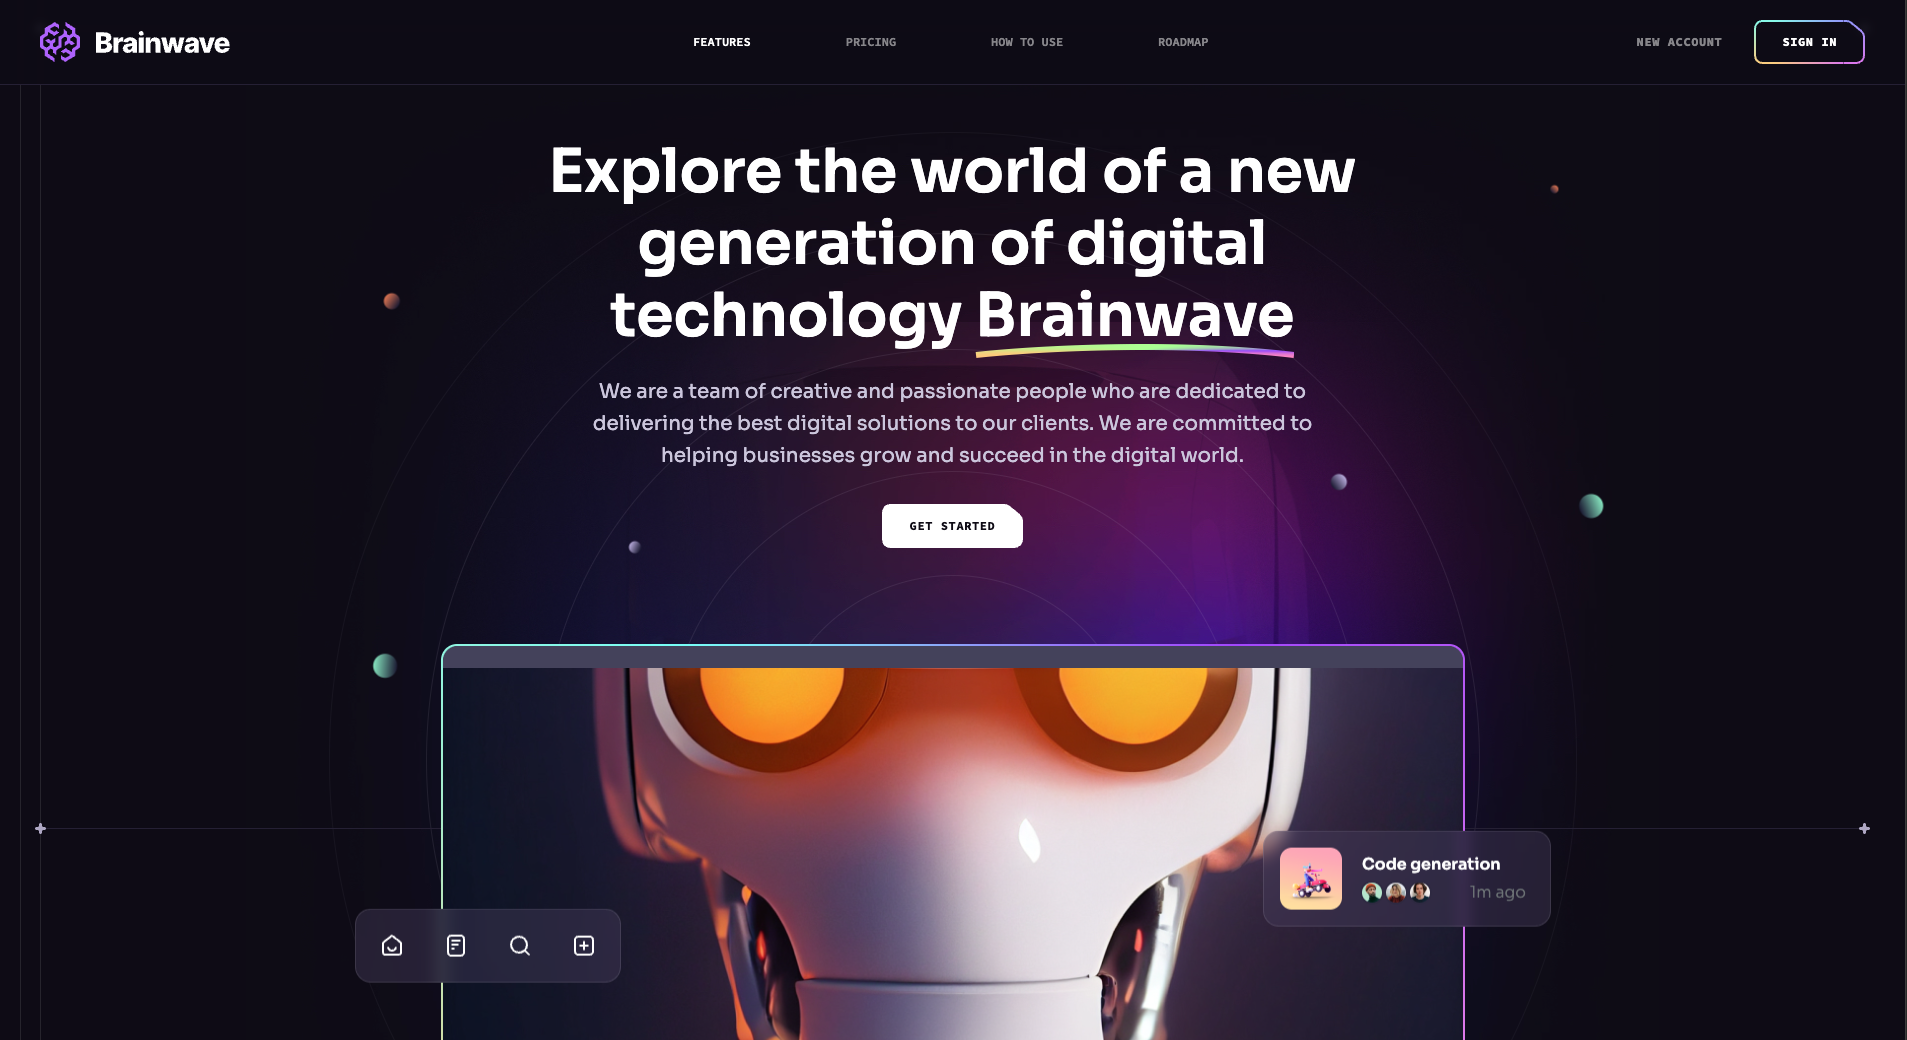 Brainwave
FEATURES
PRICING
HOW TO USE
ROADMAP
NEW ACCOUNT
SIGN IN
Explore the world of a new
generation of digital
technology Brainwave
We are a team of creative and passionate people who are dedicated to
delivering the best digital solutions to our clients. We are committed to
helping businesses grow and succeed in the digital world.
GET STARTED
Code generation
1m ago